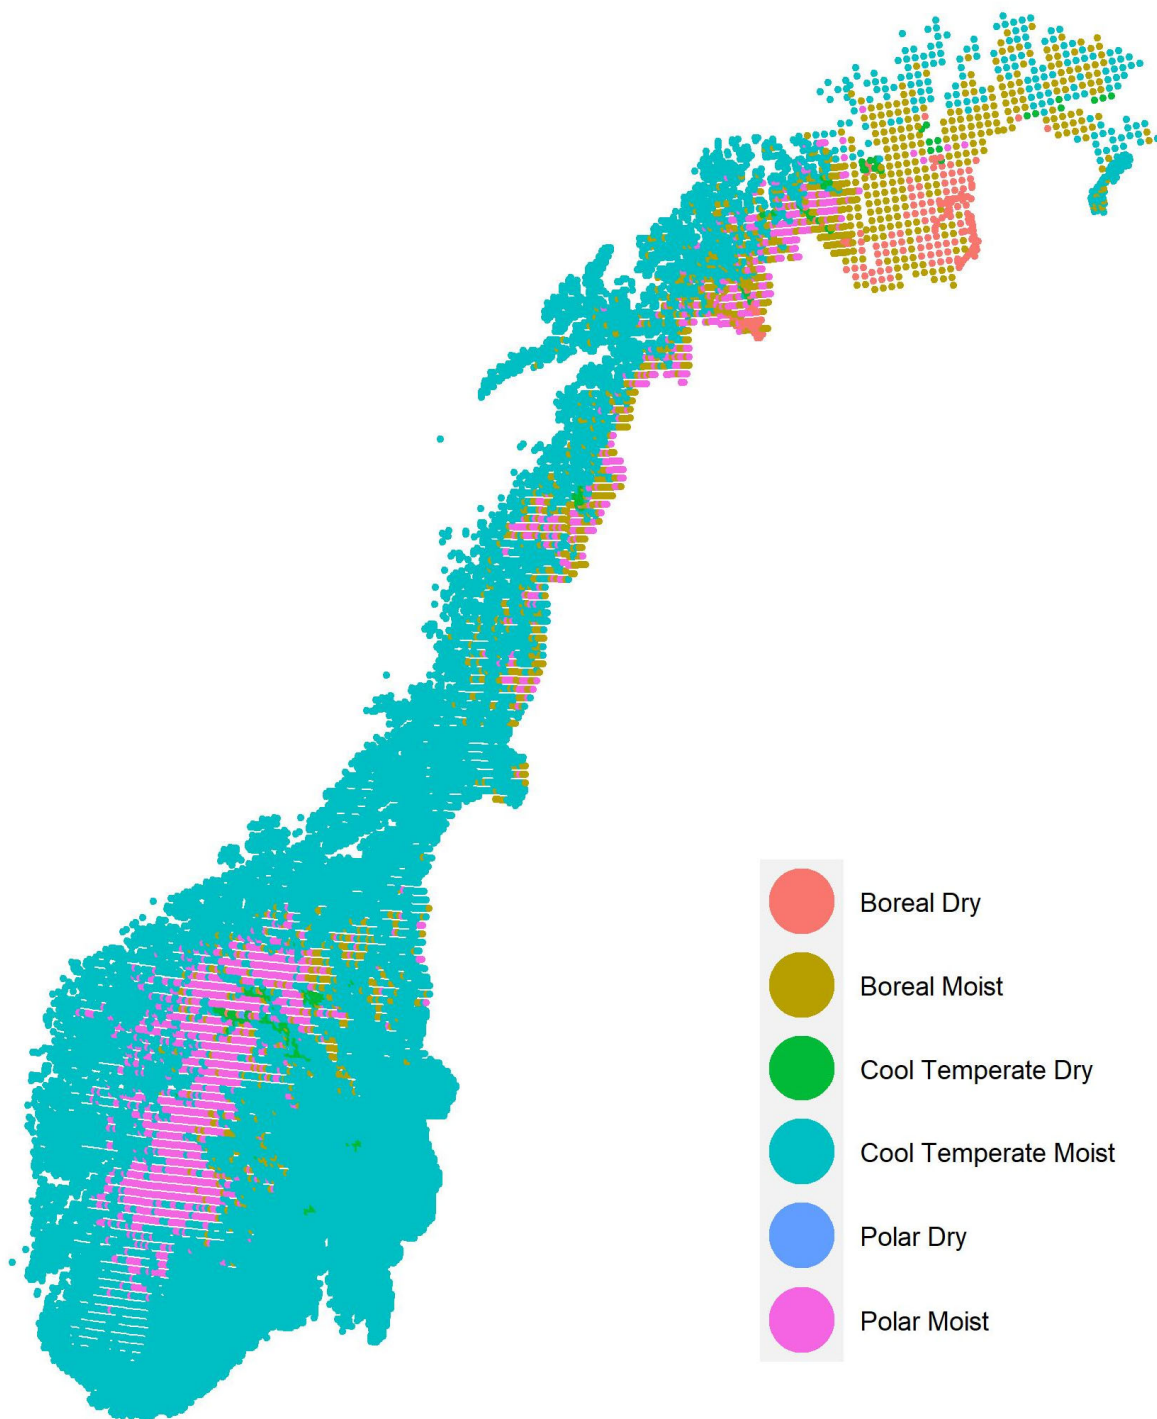 Boreal Dry
Boreal Moist
Cool Temperate Dry
Cool Temperate Moist
Polar Dry
Polar Moist